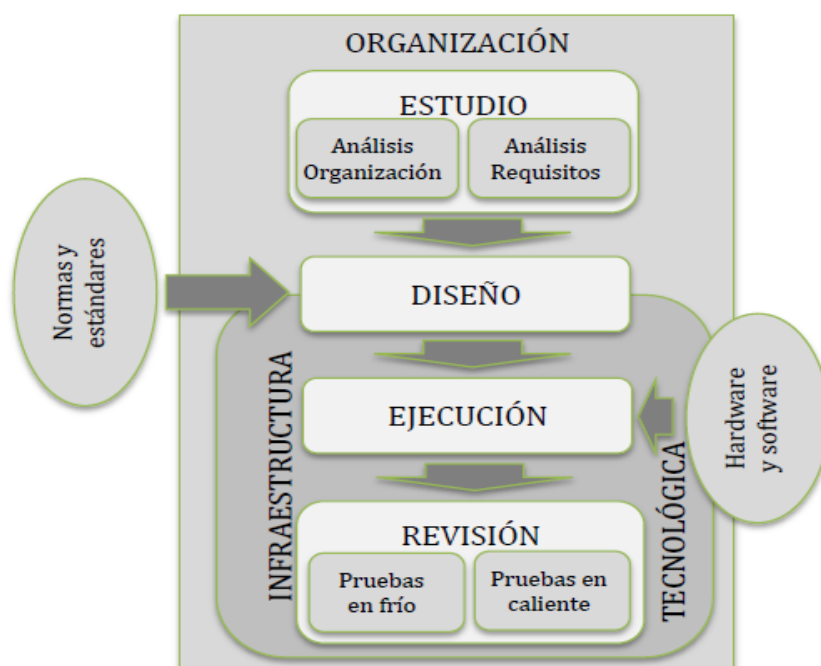 ORGANIZACIÓN
ESTUDIO
Análisis
Organización
Análisis
Requisitos
Normas y
estándares
DISEÑO
INFRAESTRUCTURA
EJECUCIÓN
Hardware
y software
TECNOLÓGICA
REVISIÓN
Pruebas
en frío
Pruebas en
caliente